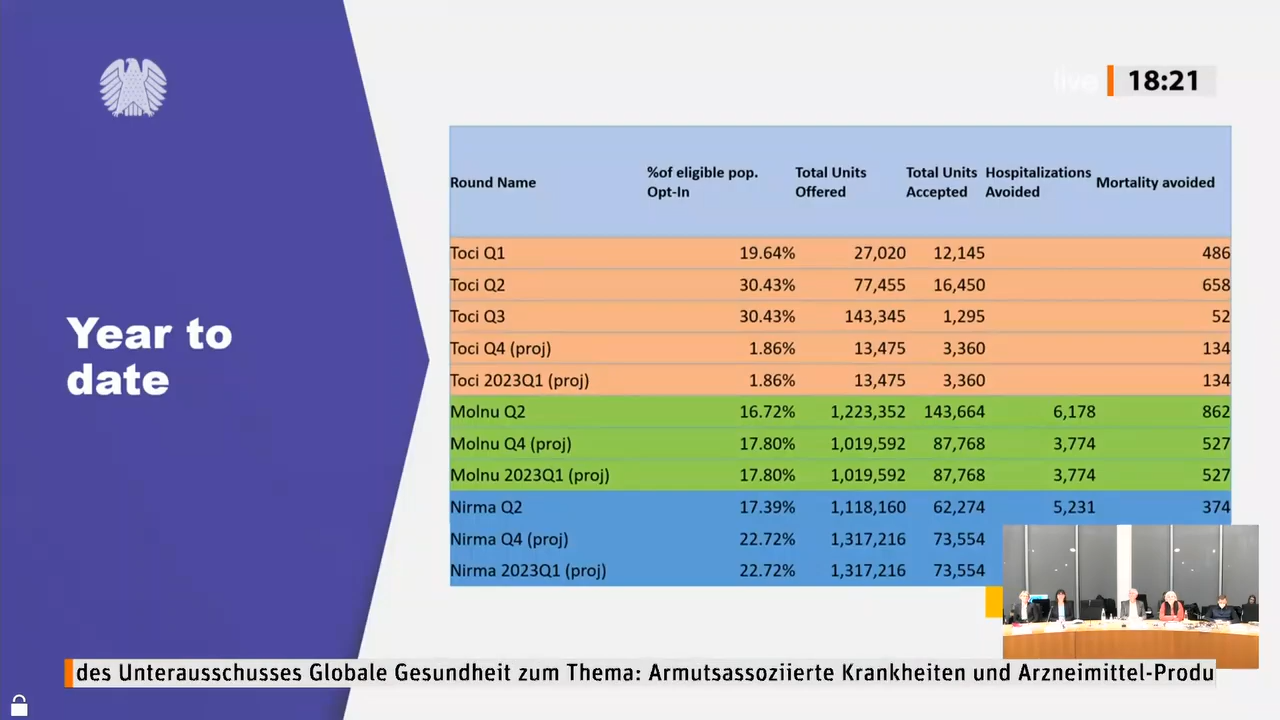 live 18:21
Year to
date
Round Name %of eligible pop. Opt-In Total Units Offered Total Units Accepted Hospitalizations Avoided Mortality avoided
Toci Q1 19.64% 27,020 12,145 486
Toci Q2 30.43% 77,455 16,450 658
Toci Q3 30.43% 143,345 1,295 52
Toci Q4 (proj) 1.86% 13,475 3,360 134
Toci 2023Q1 (proj) 1.86% 13,475 3,360 134
Molnu Q2 16.72% 1,223,352 143,664 6,178 862
Molnu Q4 (proj) 17.80% 1,019,592 87,768 3,774 527
Molnu 2023Q1 (proj) 17.80% 1,019,592 87,768 3,774 527
Nirma Q2 17.39% 1,118,160 62,274 5,231 374
Nirma Q4 (proj) 22.72% 1,317,216 73,554
Nirma 2023Q1 (proj) 22.72% 1,317,216 73,554
des Unterausschusses Globale Gesundheit zum Thema: Armutsassoziierte Krankheiten und Arzneimittel-Produ